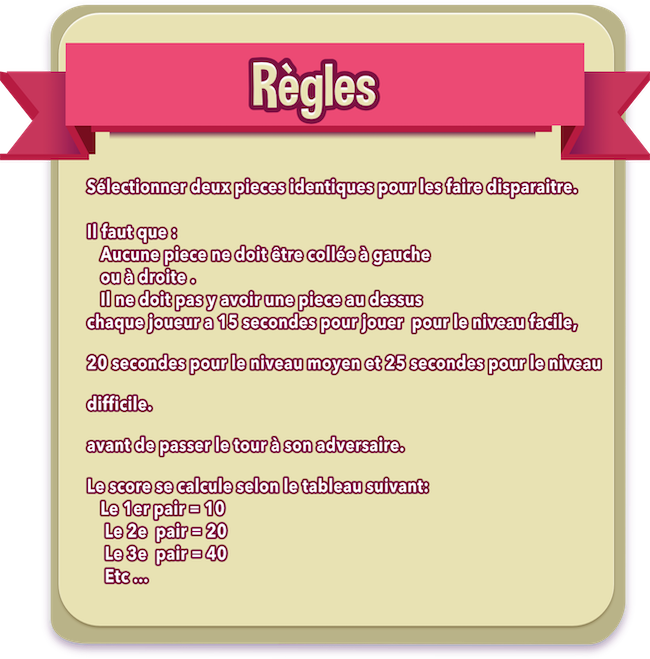 Règles
Sélectionner deux pieces identiques pour les faire disparaitre.
Il faut que :
Aucune piece ne doit être collée à gauche
ou à droite .
Il ne doit pas y avoir une piece au dessus
chaque joueur a 15 secondes pour jouer pour le niveau facile,
20 secondes pour le niveau moyen et 25 secondes pour le niveau
difficile.
avant de passer le tour à son adversaire.
Le score se calcule selon le tableau suivant:
Le 1er pair = 10
Le 2e pair = 20
Le 3e pair = 40
Etc ...